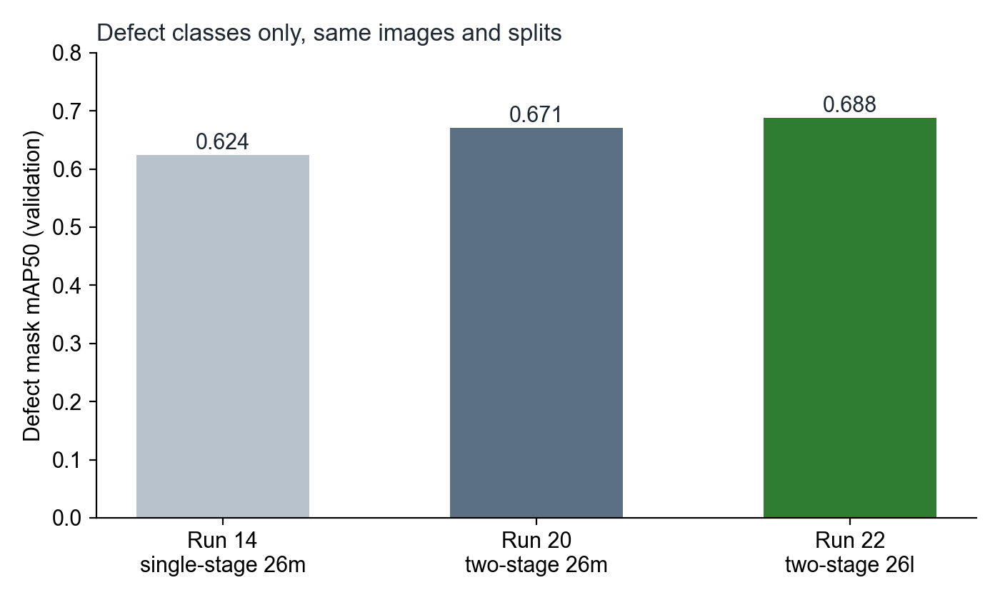 Defect classes only, same images and splits
Defect mask mAP50 (validation)
0.8
0.7
0.6
0.5
0.4
0.3
0.2
0.1
0.0
0.624
0.671
0.688
Run 14
single-stage 26m
Run 20
two-stage 26m
Run 22
two-stage 26l